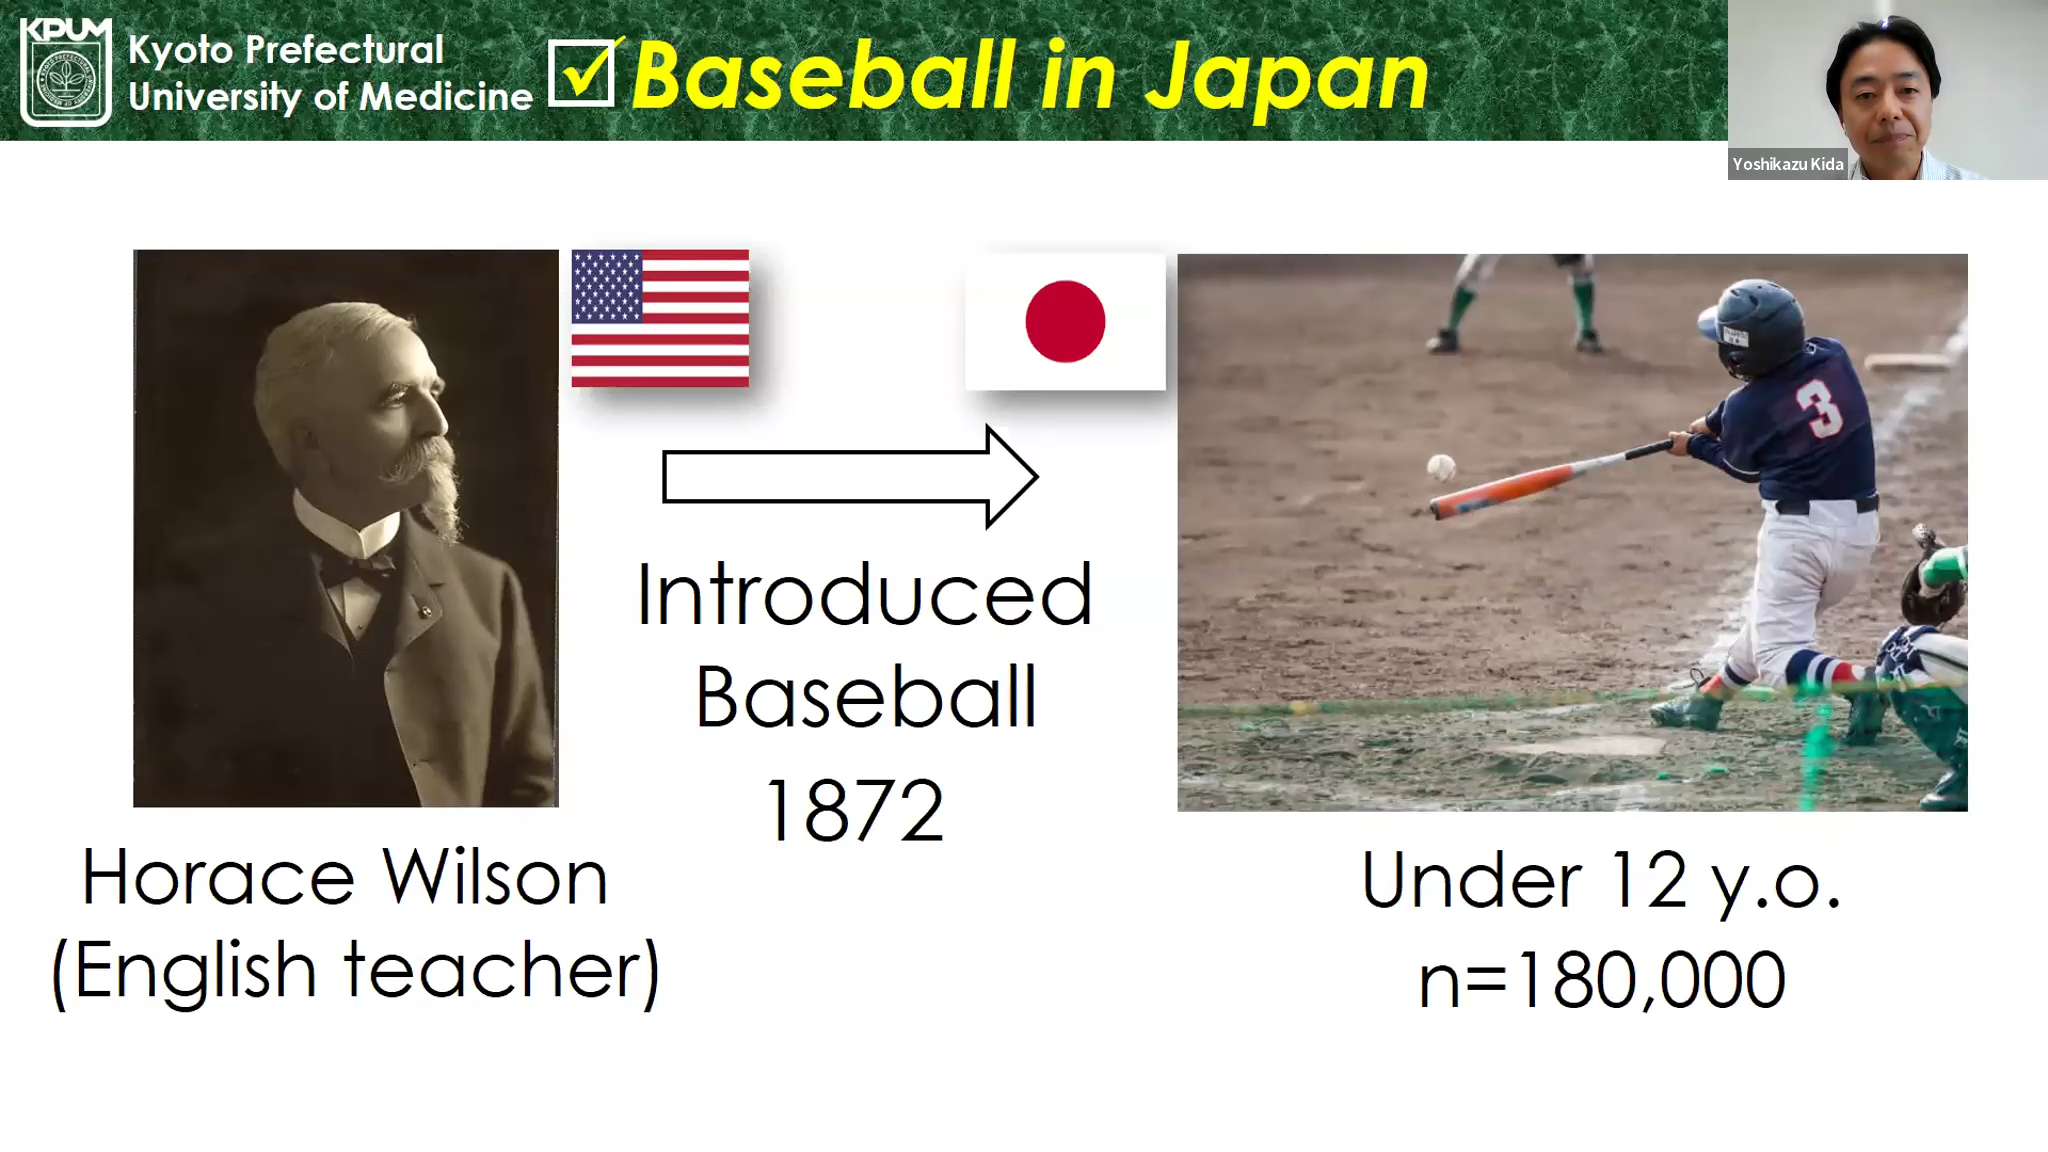 KPUM
Kyoto Prefectural
University of Medicine
Baseball in Japan
Yoshikazu Kida
3
Introduced
Baseball
1872
Horace Wilson
(English teacher)
Under 12 y.o.
n=180,000